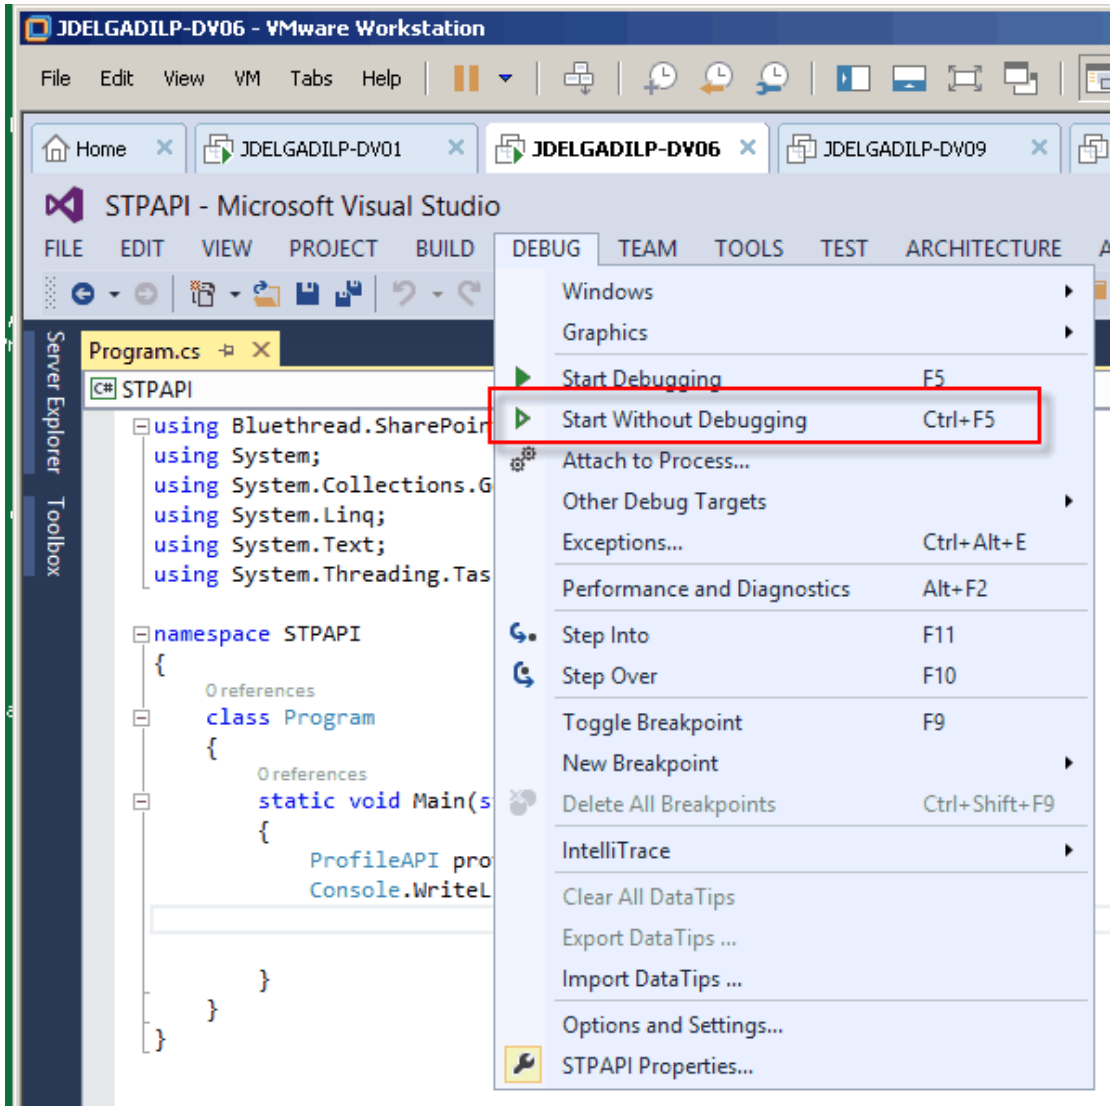 JDELGADILP-DV06 - VMware Workstation
File Edit View VM Tabs Help
Home JDELGADILP-DV01 JDELGADILP-DV06 JDELGADILP-DV09
STPAPI - Microsoft Visual Studio
FILE EDIT VIEW PROJECT BUILD DEBUG TEAM TOOLS TEST ARCHITECTURE
Server Explorer
Toolbox
Program.cs
C# STPAPI
using Bluethread.SharePoin
using System;
using System.Collections.G
using System.Linq;
using System.Text;
using System.Threading.Tas
namespace STPAPI
{
0 references
class Program
{
0 references
static void Main(s
{
ProfileAPI pro
Console.WriteL
}
}
}
Windows
Graphics
Start Debugging F5
Start Without Debugging Ctrl+F5
Attach to Process...
Other Debug Targets
Exceptions... Ctrl+Alt+E
Performance and Diagnostics Alt+F2
Step Into F11
Step Over F10
Toggle Breakpoint F9
New Breakpoint
Delete All Breakpoints Ctrl+Shift+F9
IntelliTrace
Clear All DataTips
Export DataTips ...
Import DataTips ...
Options and Settings...
STPAPI Properties...